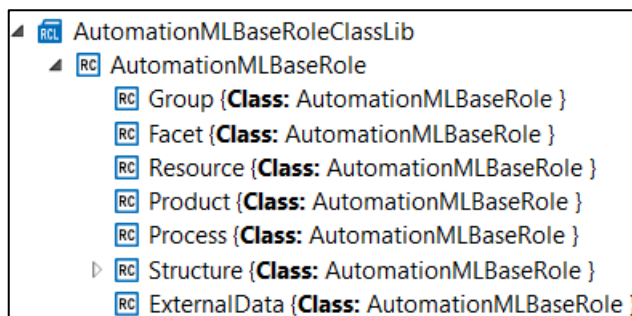 RCL AutomationMLBaseRoleClassLib
RC AutomationMLBaseRole
RC Group {Class: AutomationMLBaseRole }
RC Facet {Class: AutomationMLBaseRole }
RC Resource {Class: AutomationMLBaseRole }
RC Product {Class: AutomationMLBaseRole }
RC Process {Class: AutomationMLBaseRole }
RC Structure {Class: AutomationMLBaseRole }
RC ExternalData {Class: AutomationMLBaseRole }